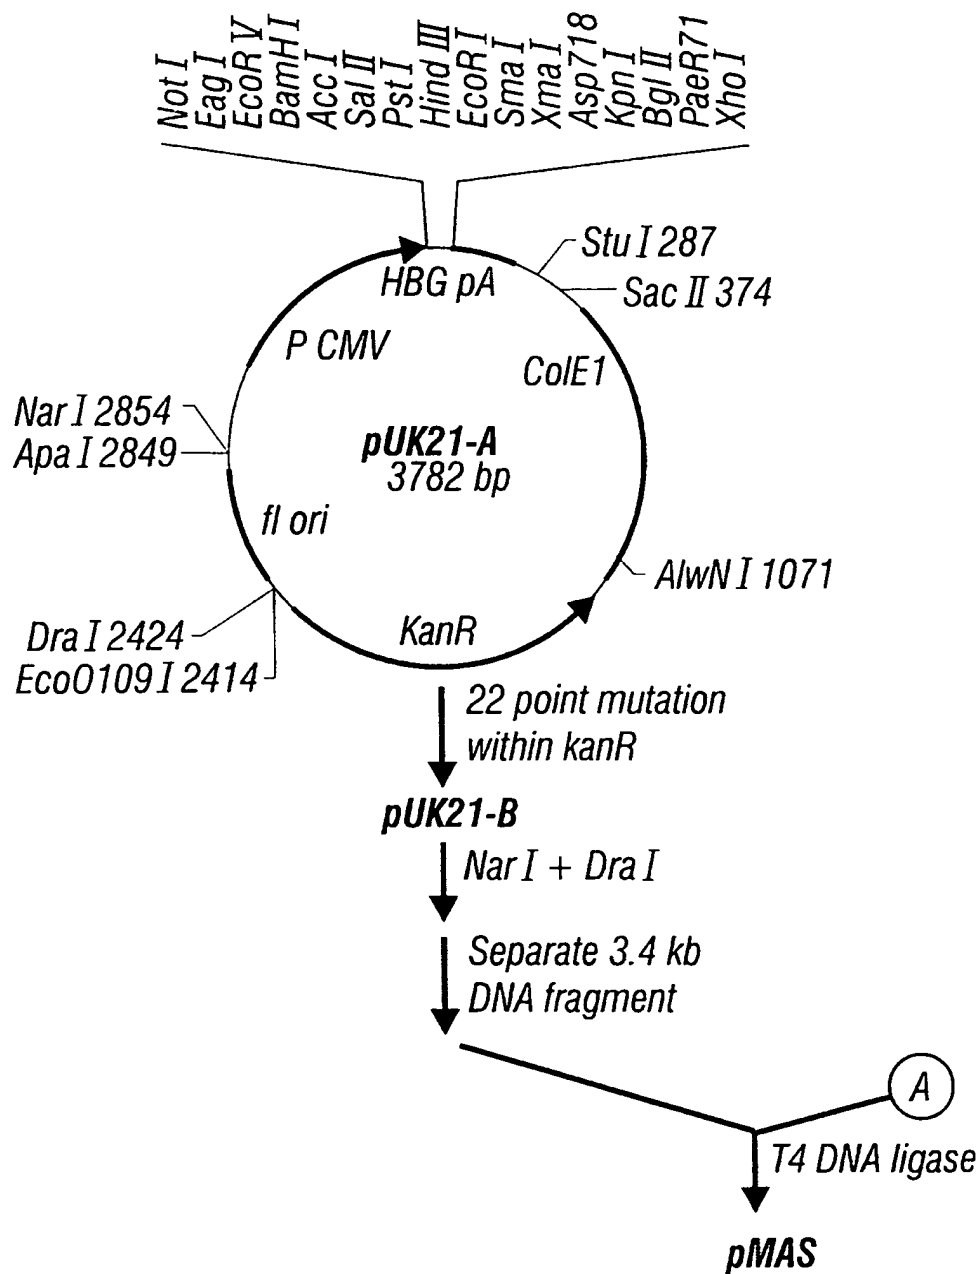 Not I
Eag I
EcoR V
BamH I
Acc I
Sal II
Pst I
Hind III
EcoR I
Sma I
Xma I
Asp718
Kpn I
Bgl II
PaeR71
Xho I
Stu I 287
Sac II 374
HBG pA
P CMV
ColE1
Nar I 2854
Apa I 2849
pUK21-A
3782 bp
fl ori
AlwN I 1071
Dra I 2424
EcoO109 I 2414
KanR
22 point mutation
within kanR
pUK21-B
Nar I + Dra I
Separate 3.4 kb
DNA fragment
A
T4 DNA ligase
pMAS